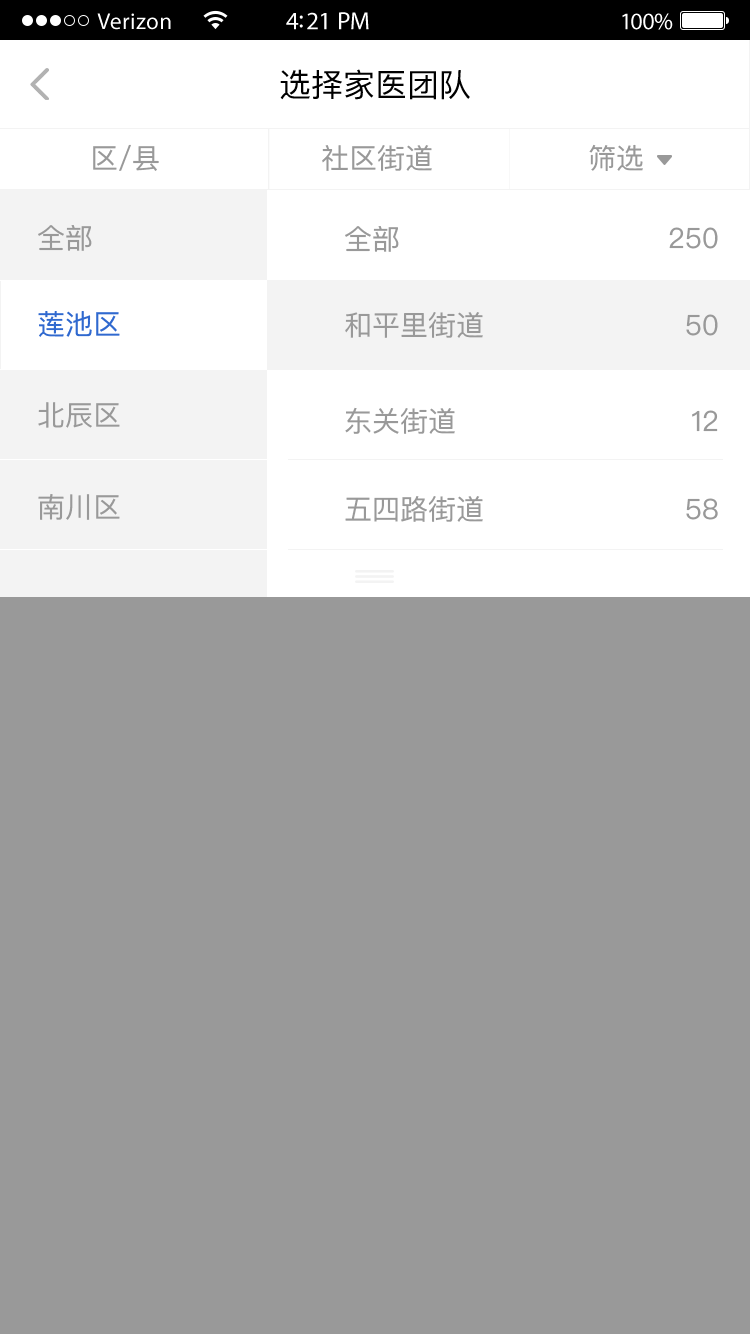 Verizon 4:21 PM 100%
选择家医团队
区/县 社区街道 筛选
全部 全部 250
莲池区 和平里街道 50
北辰区 东关街道 12
南川区 五四路街道 58